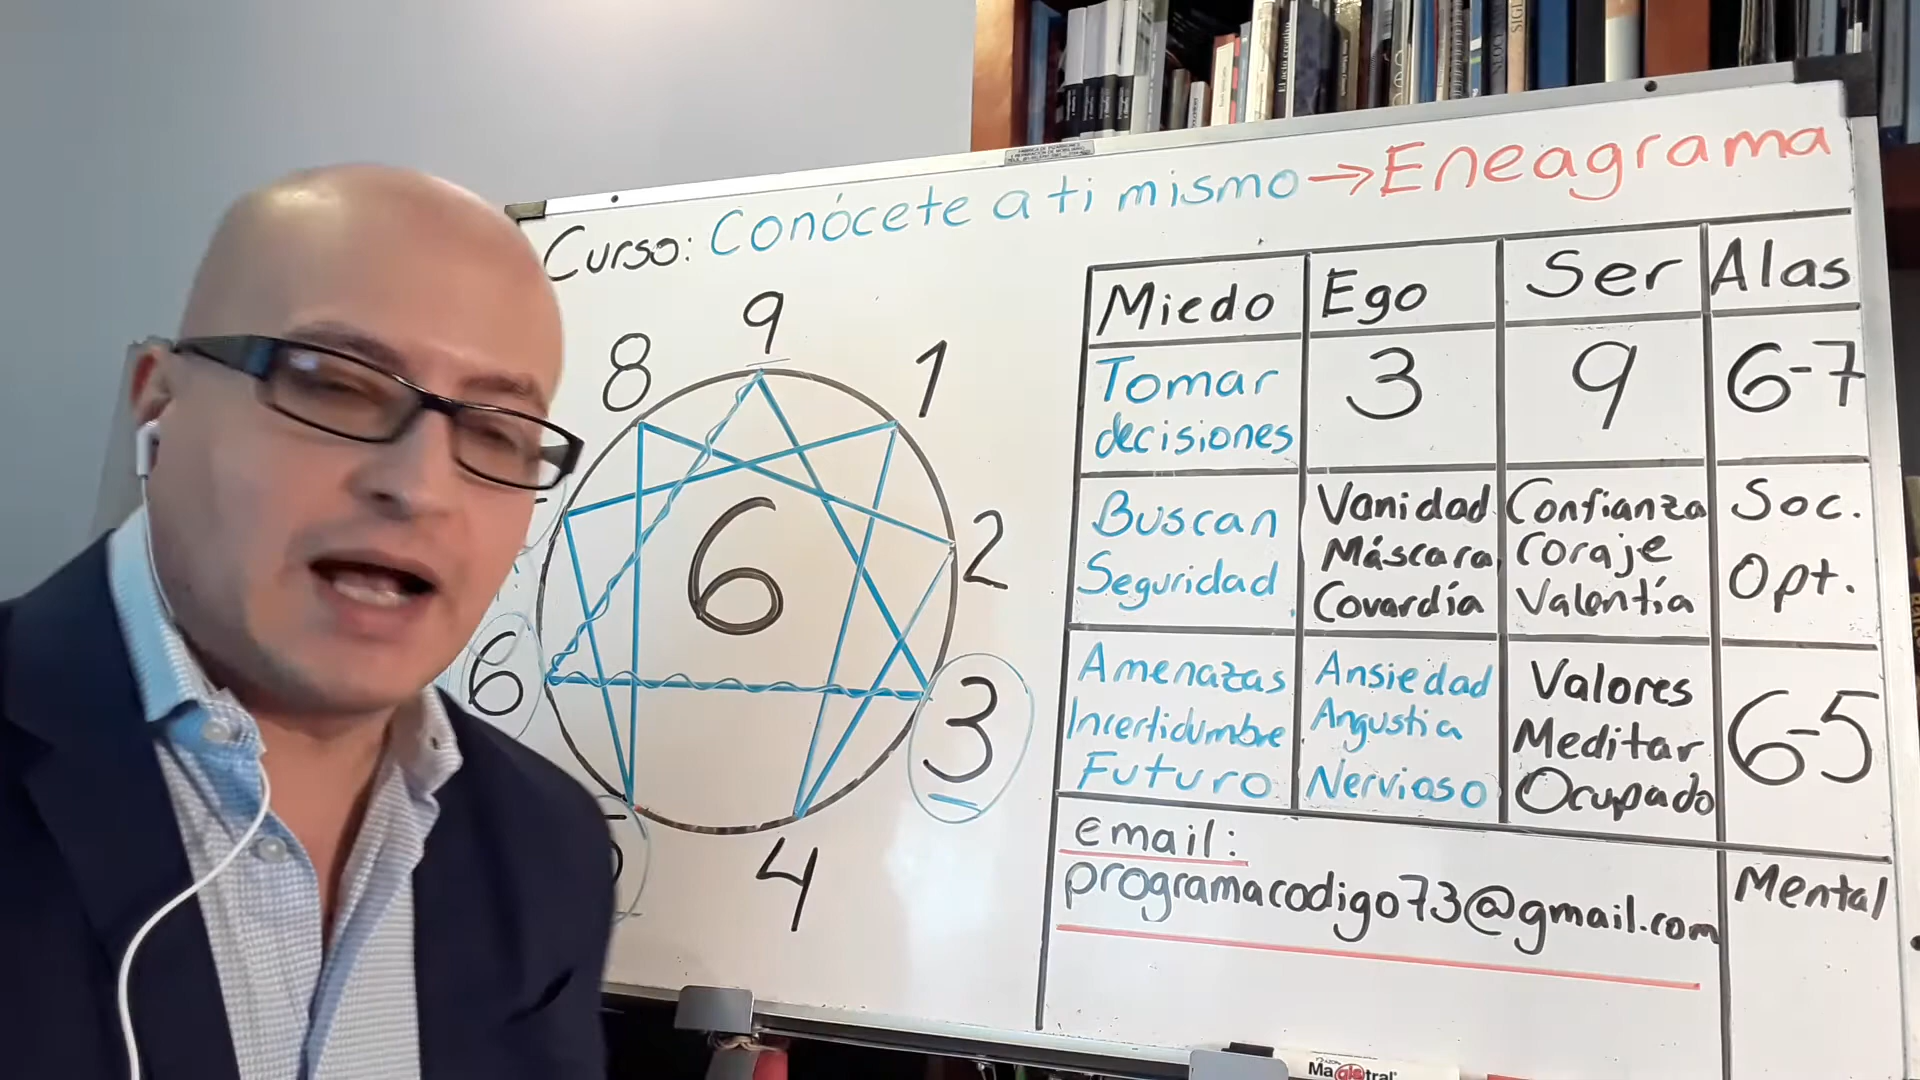 Curso: Conócete a ti mismo → Eneagrama
9
8
1
2
6
6
3
4
Miedo Ego Ser Alas
Tomar decisiones
3
9
6-7
Buscan
Seguridad
Vanidad
Máscara
Covardía
Confianza
Coraje
Valentía
Soc.
Opt.
Amenazas
Incertidumbre
Futuro
Ansiedad
Angustia
Nervioso
Valores
Meditar
Ocupado
6-5
email:
programacodigo73@gmail.com
Mental
Magistral